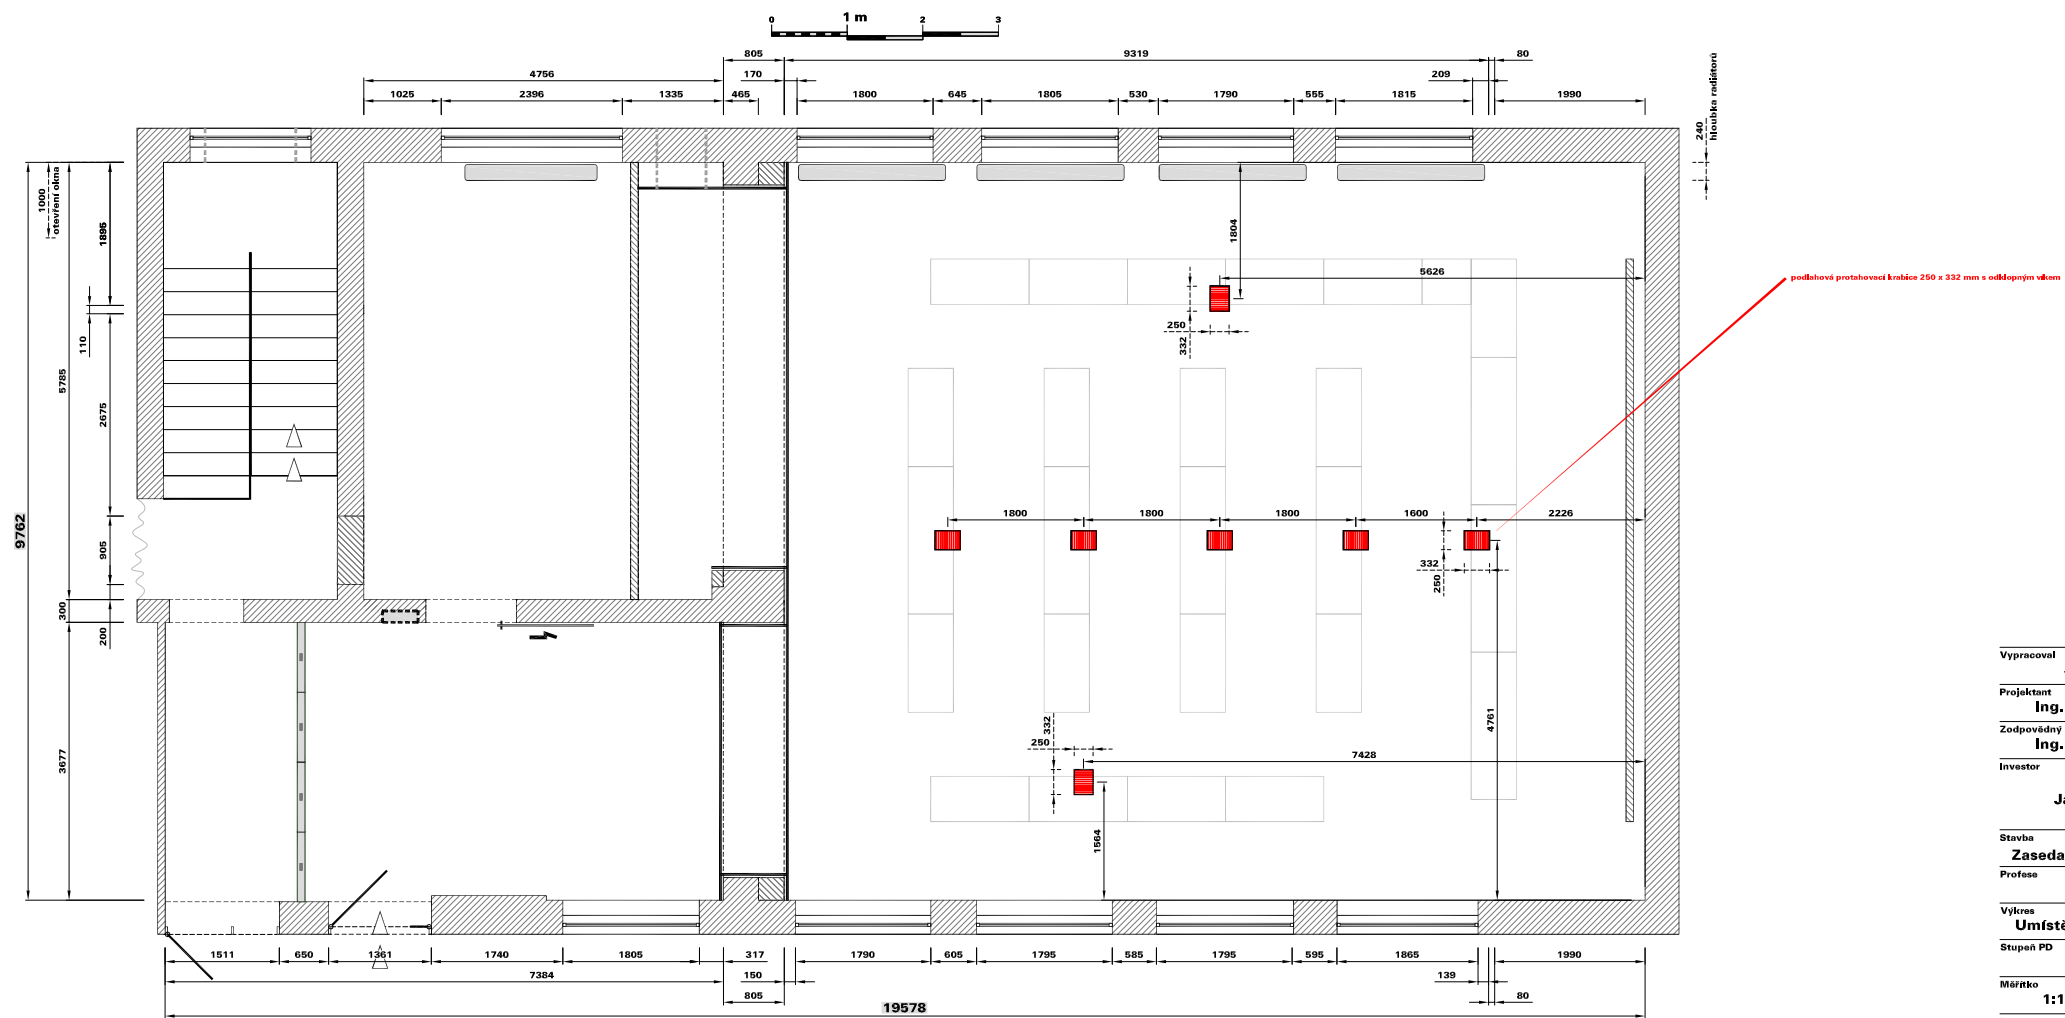 0 1 m 2 3
805 9319 80
4756 170 209
1025 2396 1335 465 1800 645 1805 530 1790 555 1815 1990
hloubka radiátorů
240
1000
otevření okna
1895
1804
5626
podlahová protahovací krabice 250 x 332 mm s odklopným víkem
250
332
110
5785
2675
9762
1800 1800 1800 1600 2226
905
332
250
300
200
Vypracoval
Projektant
Ing.
Zodpovědný
Ing.
Investor
Ja
Stavba
Zaseda
Profese
Výkres
Umístě
Stupeň PD
Měřítko
1:1
332
250
4761
3677
7428
1564
1511 650 1361 1740 1805 317 1790 605 1795 585 1795 595 1865 1990
7384 150 139
805 80
19578